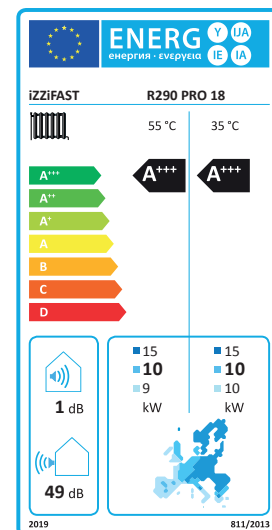 ENERG Y IJA
енергия · ενεργεια IE IA
iZZiFAST R290 PRO 18
55 °C 35 °C
A+++ A+++ A+++
A++
A+
A
B
C
D
15 15
10 10
9 10
kW kW
1 dB
49 dB
2019 811/2013